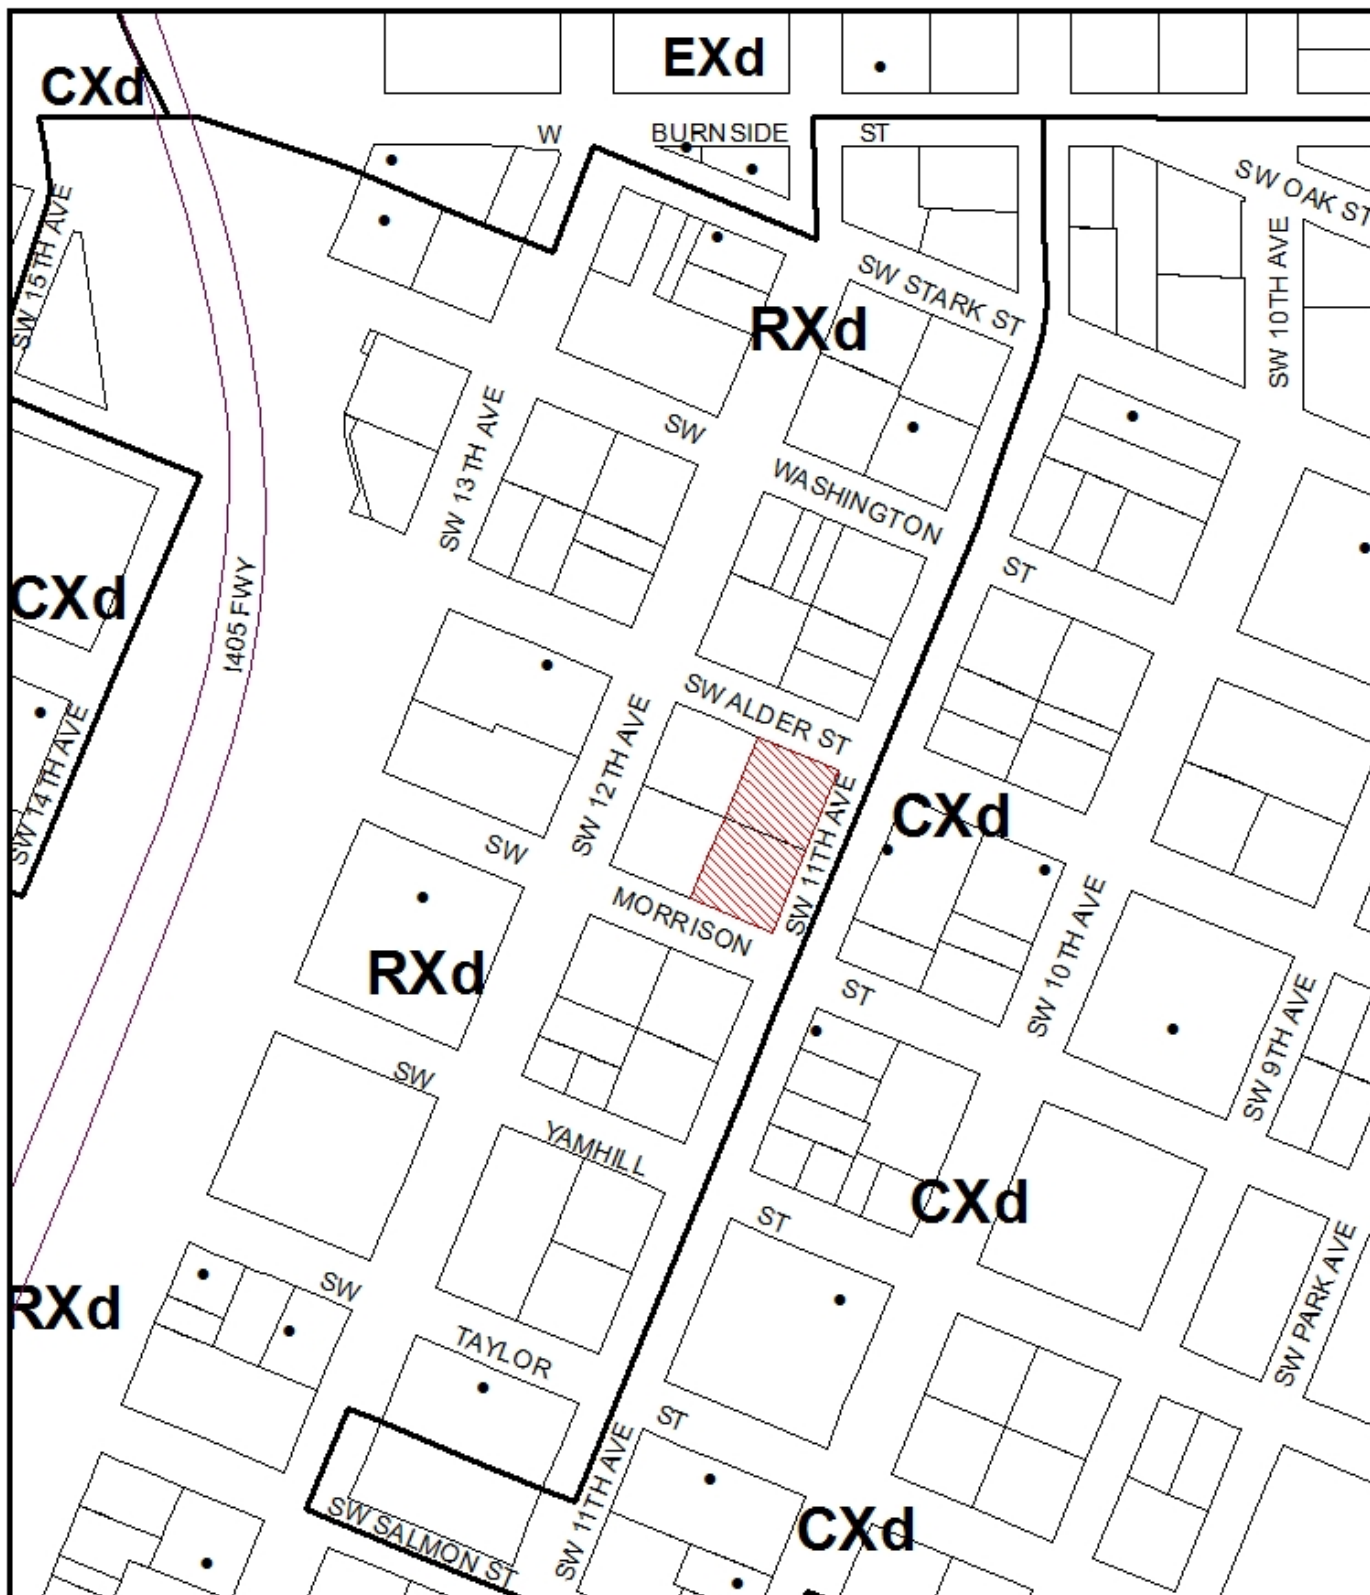 EXd
CXd
W
BURNSIDE
ST
SW OAK ST
SW 15TH AVE
SW 10TH AVE
SW STARK ST
RXd
SW 13TH AVE
SW
WASHINGTON
ST
CXd
I405 FWY
SW ALDER ST
SW 14TH AVE
SW 12TH AVE
SW 11TH AVE
CXd
SW
MORRISON
ST
SW 10TH AVE
RXd
SW 9TH AVE
SW
YAMHILL
ST
CXd
RXd
SW
TAYLOR
ST
SW PARK AVE
SW 11TH AVE
SW SALMON ST
CXd